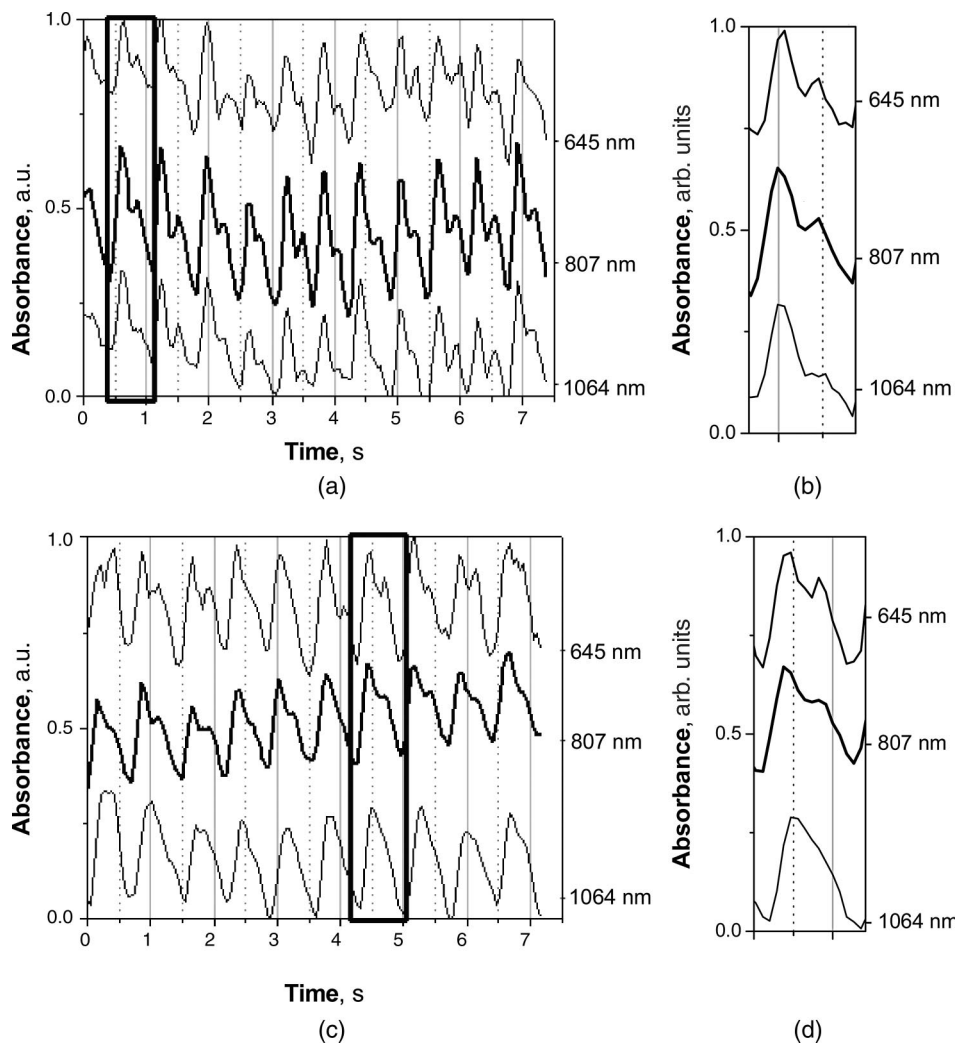 1.0
0.5
0.0
Absorbance, a.u.
645 nm
807 nm
1064 nm
0 1 2 3 4 5 6 7
Time, s
(a)
1.0
0.5
0.0
Absorbance, arb. units
645 nm
807 nm
1064 nm
(b)
1.0
0.5
0.0
Absorbance, a.u.
645 nm
807 nm
1064 nm
0 1 2 3 4 5 6 7
Time, s
(c)
1.0
0.5
0.0
Absorbance, arb. units
645 nm
807 nm
1064 nm
(d)